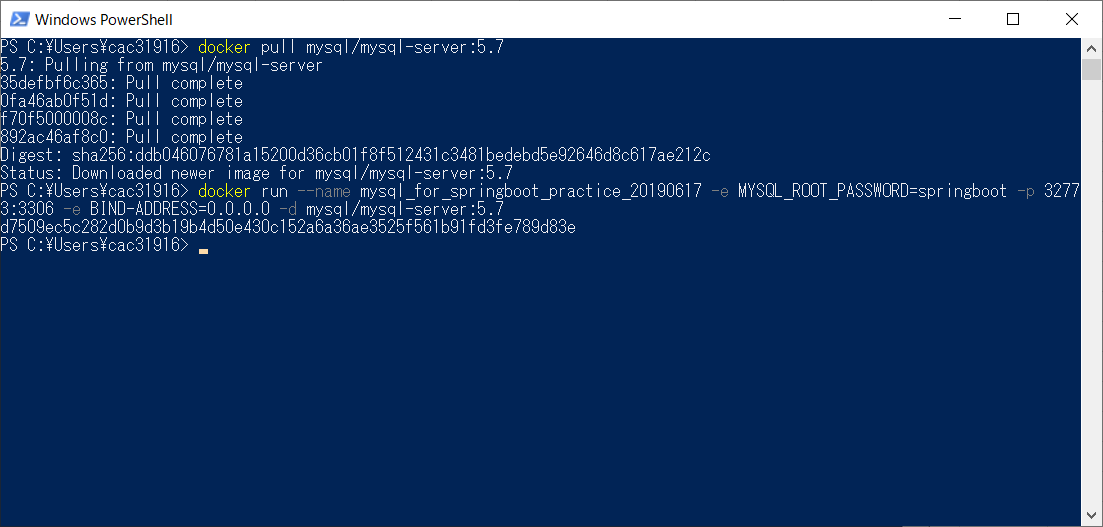 Windows PowerShell
PS C:¥Users¥cac31916> docker pull mysql/mysql-server:5.7
5.7: Pulling from mysql/mysql-server
35defbf6c365: Pull complete
0fa46ab0f51d: Pull complete
f70f5000008c: Pull complete
892ac46af8c0: Pull complete
Digest: sha256:ddb046076781a15200d36cb01f8f512431c3481bedebd5e92646d8c617ae212c
Status: Downloaded newer image for mysql/mysql-server:5.7
PS C:¥Users¥cac31916> docker run --name mysql_for_springboot_practice_20190617 -e MYSQL_ROOT_PASSWORD=springboot -p 3277
3:3306 -e BIND-ADDRESS=0.0.0.0 -d mysql/mysql-server:5.7
d7509ec5c282d0b9d3b19b4d50e430c152a6a36ae3525f561b91fd3fe789d83e
PS C:¥Users¥cac31916>